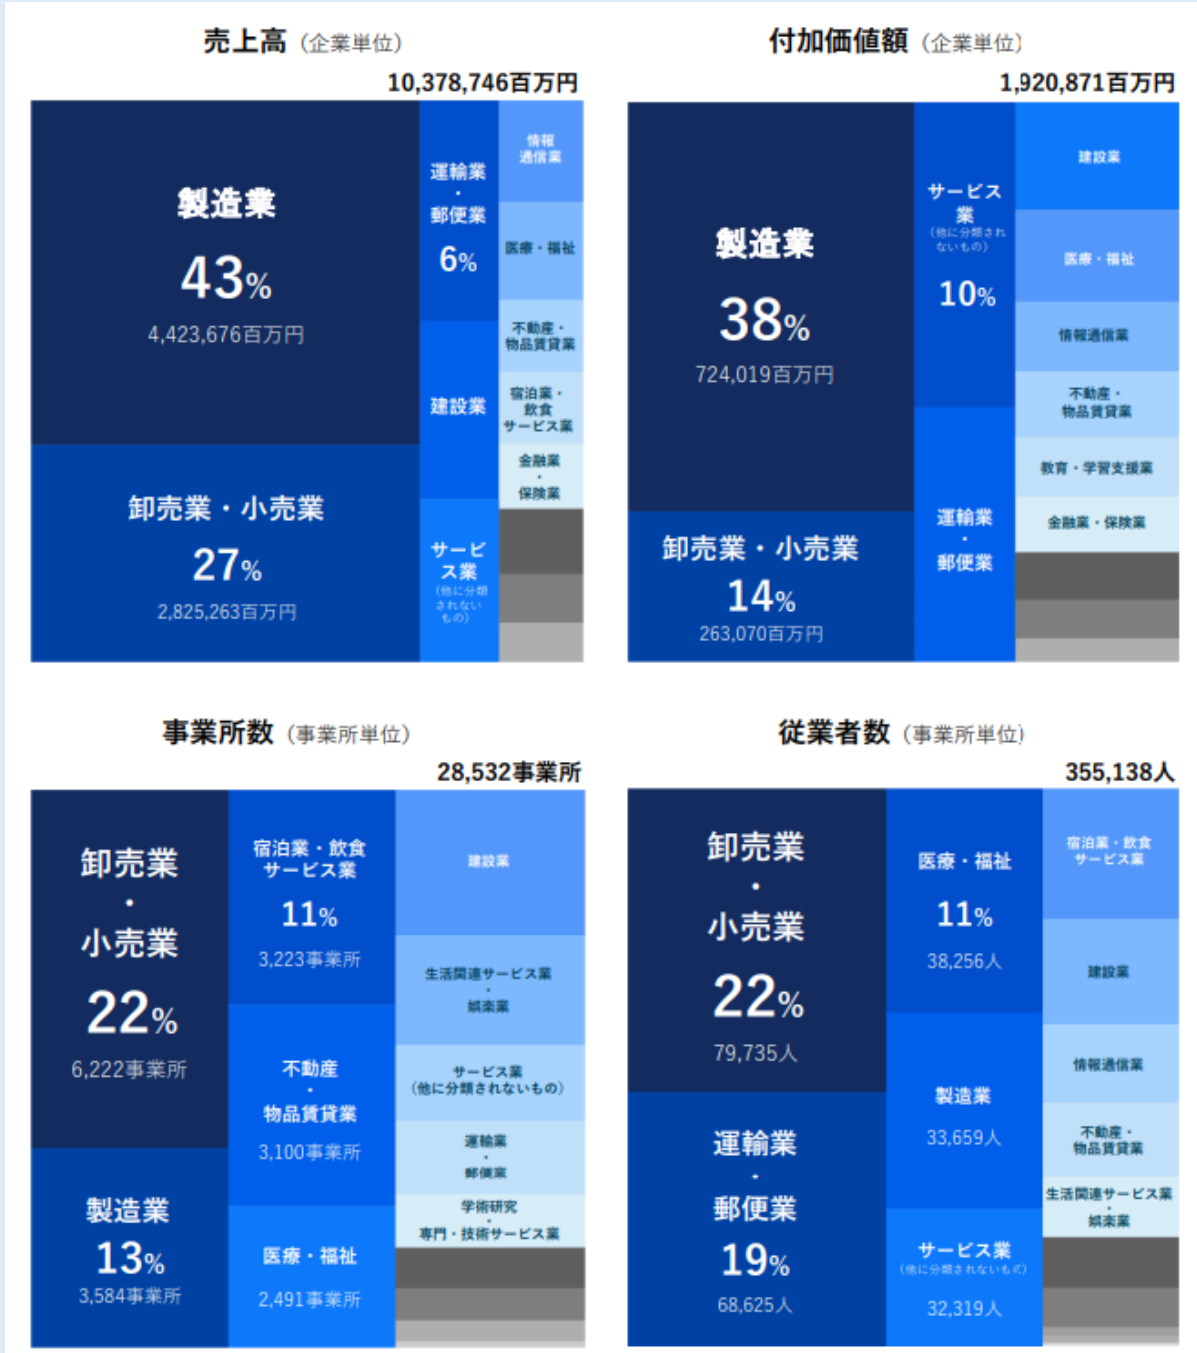 売上高（企業単位）
10,378,746百万円
製造業
43%
4,423,676百万円
卸売業・小売業
27%
2,825,263百万円
運輸業
・
郵便業
6%
建設業
サービ
ス業
（他に分類
されない
もの）
情報
通信業
医療・福祉
不動産・
物品賃貸業
宿泊業・
飲食
サービス業
金融業
・
保険業
付加価値額（企業単位）
1,920,871百万円
製造業
38%
724,019百万円
卸売業・小売業
14%
263,070百万円
サービス
業
（他に分類され
ないもの）
10%
運輸業
・
郵便業
建設業
医療・福祉
情報通信業
不動産・
物品賃貸業
教育・学習支援業
金融業・保険業
事業所数（事業所単位）
28,532事業所
卸売業
・
小売業
22%
6,222事業所
製造業
13%
3,584事業所
宿泊業・飲食
サービス業
11%
3,223事業所
不動産
・
物品賃貸業
3,100事業所
医療・福祉
2,491事業所
建設業
生活関連サービス業
・
娯楽業
サービス業
（他に分類されないもの）
運輸業
・
郵便業
学術研究
・
専門・技術サービス業
従業者数（事業所単位）
355,138人
卸売業
・
小売業
22%
79,735人
運輸業
・
郵便業
19%
68,625人
医療・福祉
11%
38,256人
製造業
33,659人
サービス業
（他に分類されないもの）
32,319人
宿泊業・飲食
サービス業
建設業
情報通信業
不動産・
物品賃貸業
生活関連サービス業
・
娯楽業